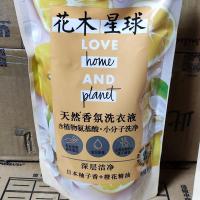 花木星球
LOVE
home
AND
planet
天然香氛洗衣液
含植物氨基酸·小分子洗净
深层洁净
日本柚子香+橙花精油